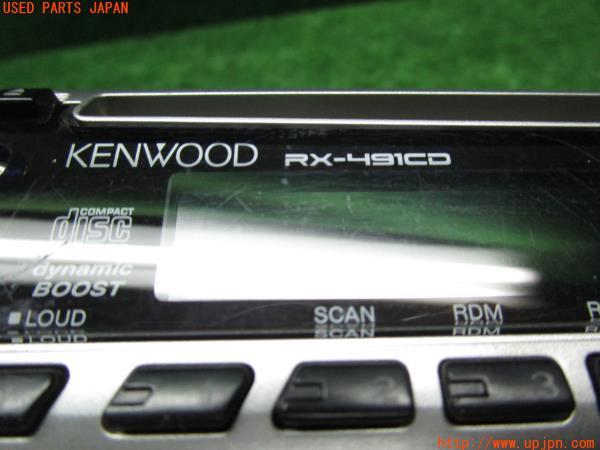 USED PARTS JAPAN
KENWOOD RX-491CD
COMPACT
disc
dynamic
BOOST
■LOUD SCAN RDM R
1 2 3
http://www.upjpn.com/